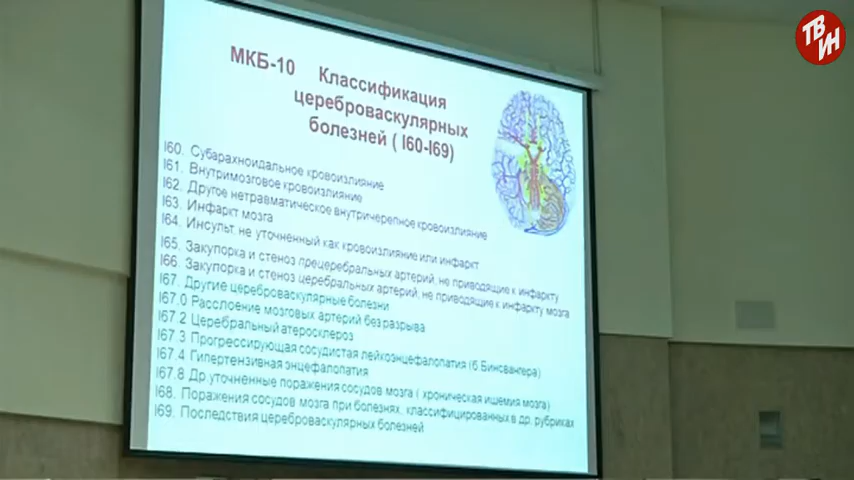 ТВ
ИН
МКБ-10 Классификация
цереброваскулярных
болезней ( I60-I69)
I60. Субарахноидальное кровоизлияние
I61. Внутримозговое кровоизлияние
I62. Другое нетравматическое внутричерепное кровоизлияние
I63. Инфаркт мозга
I64. Инсульт, не уточненный как кровоизлияние или инфаркт
I65. Закупорка и стеноз прецеребральных артерий, не приводящие к инфаркту
I66. Закупорка и стеноз церебральных артерий, не приводящие к инфаркту мозга
I67. Другие цереброваскулярные болезни
I67.0 Расслоение мозговых артерий без разрыва
I67.2 Церебральный атеросклероз
I67.3 Прогрессирующая сосудистая лейкоэнцефалопатия (б Бинсвангера)
I67.4 Гипертензивная энцефалопатия
I67.8 Др.уточненные поражения сосудов мозга ( хроническая ишемия мозга)
I68. Поражения сосудов мозга при болезнях, классифицированных в др. рубриках
I69. Последствия цереброваскулярных болезней